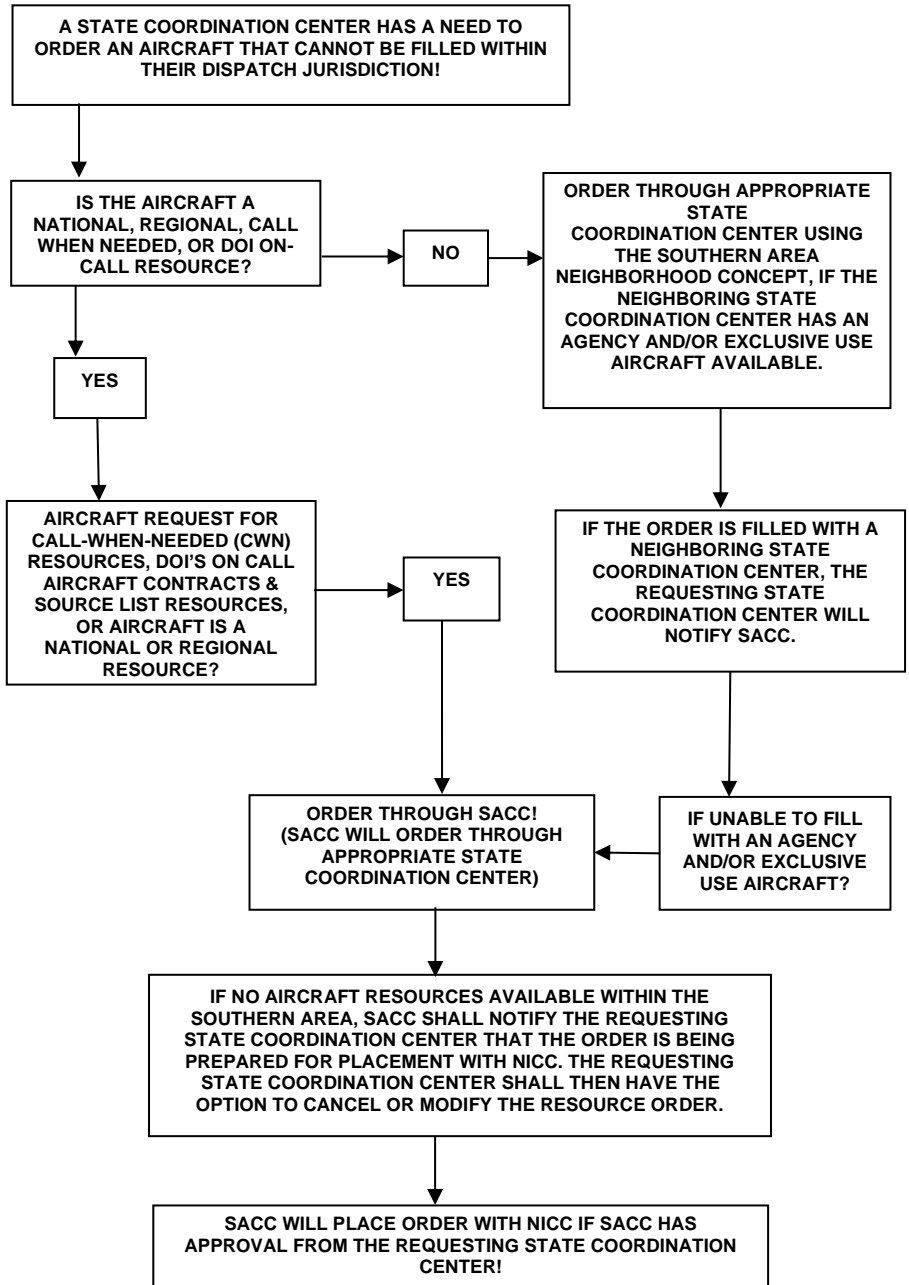 A STATE COORDINATION CENTER HAS A NEED TO
ORDER AN AIRCRAFT THAT CANNOT BE FILLED WITHIN
THEIR DISPATCH JURISDICTION!
IS THE AIRCRAFT A
NATIONAL, REGIONAL, CALL
WHEN NEEDED, OR DOI ON-
CALL RESOURCE?
NO
ORDER THROUGH APPROPRIATE
STATE
COORDINATION CENTER USING
THE SOUTHERN AREA
NEIGHBORHOOD CONCEPT, IF THE
NEIGHBORING STATE
COORDINATION CENTER HAS AN
AGENCY AND/OR EXCLUSIVE USE
AIRCRAFT AVAILABLE.
YES
AIRCRAFT REQUEST FOR
CALL-WHEN-NEEDED (CWN)
RESOURCES, DOI'S ON CALL
AIRCRAFT CONTRACTS &
SOURCE LIST RESOURCES,
OR AIRCRAFT IS A
NATIONAL OR REGIONAL
RESOURCE?
YES
IF THE ORDER IS FILLED WITH A
NEIGHBORING STATE
COORDINATION CENTER, THE
REQUESTING STATE
COORDINATION CENTER WILL
NOTIFY SACC.
ORDER THROUGH SACC!
(SACC WILL ORDER THROUGH
APPROPRIATE STATE
COORDINATION CENTER)
IF UNABLE TO FILL
WITH AN AGENCY
AND/OR EXCLUSIVE
USE AIRCRAFT?
IF NO AIRCRAFT RESOURCES AVAILABLE WITHIN THE
SOUTHERN AREA, SACC SHALL NOTIFY THE REQUESTING
STATE COORDINATION CENTER THAT THE ORDER IS BEING
PREPARED FOR PLACEMENT WITH NICC. THE REQUESTING
STATE COORDINATION CENTER SHALL THEN HAVE THE
OPTION TO CANCEL OR MODIFY THE RESOURCE ORDER.
SACC WILL PLACE ORDER WITH NICC IF SACC HAS
APPROVAL FROM THE REQUESTING STATE COORDINATION
CENTER!